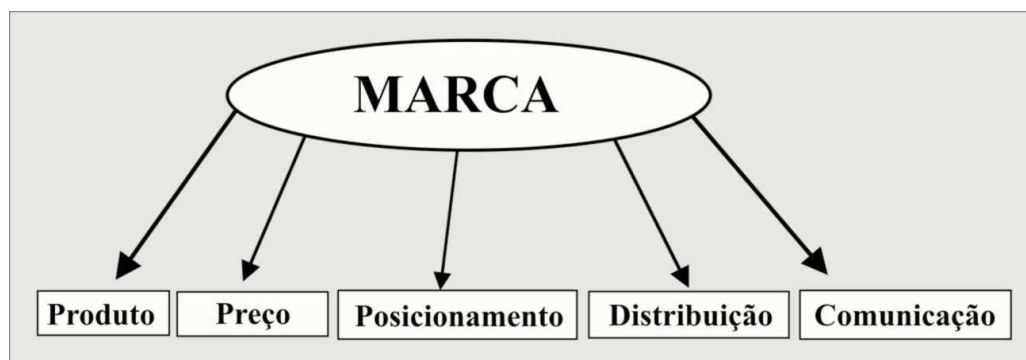 MARCA
Produto
Preço
Posicionamento
Distribuição
Comunicação